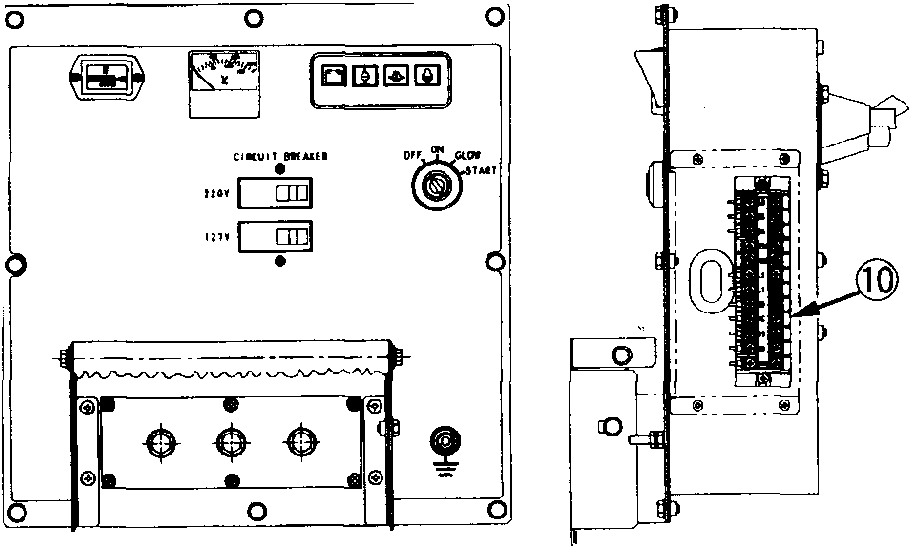 CIRCUIT BREAKER
OFF ON GLOW
START
220V
127V
10